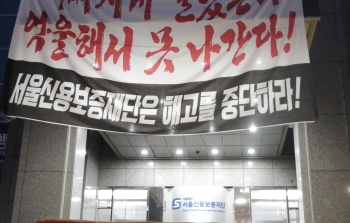 억울해서 못 나간다!
서울신용보증재단은 해고를 중단하라!
서울신용보증재단